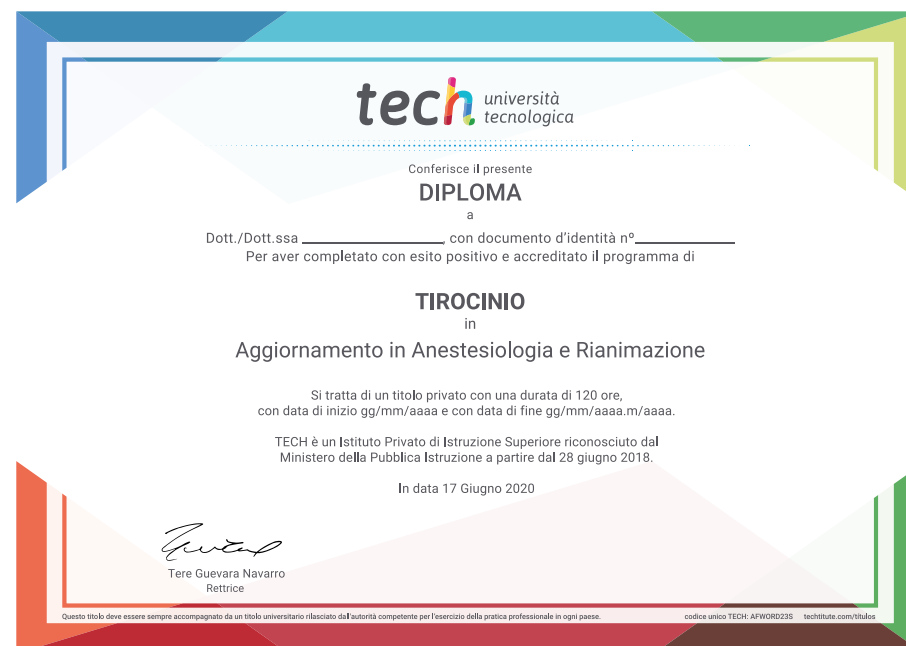 tech università
tecnologica
Conferisce il presente
DIPLOMA
a
Dott./Dott.ssa ____________________, con documento d'identità nº______________
Per aver completato con esito positivo e accreditato il programma di
TIROCINIO
in
Aggiornamento in Anestesiologia e Rianimazione
Si tratta di un titolo privato con una durata di 120 ore,
con data di inizio gg/mm/aaaa e con data di fine gg/mm/aaaa.m/aaaa.
TECH è un Istituto Privato di Istruzione Superiore riconosciuto dal
Ministero della Pubblica Istruzione a partire dal 28 giugno 2018.
In data 17 Giugno 2020
Tere Guevara Navarro
Rettrice
Questo titolo deve essere sempre accompagnato da un titolo universitario rilasciato dall'autorità competente per l'esercizio della pratica professionale in ogni paese.
codice unico TECH: AFWORD23S techtitute.com/titulos